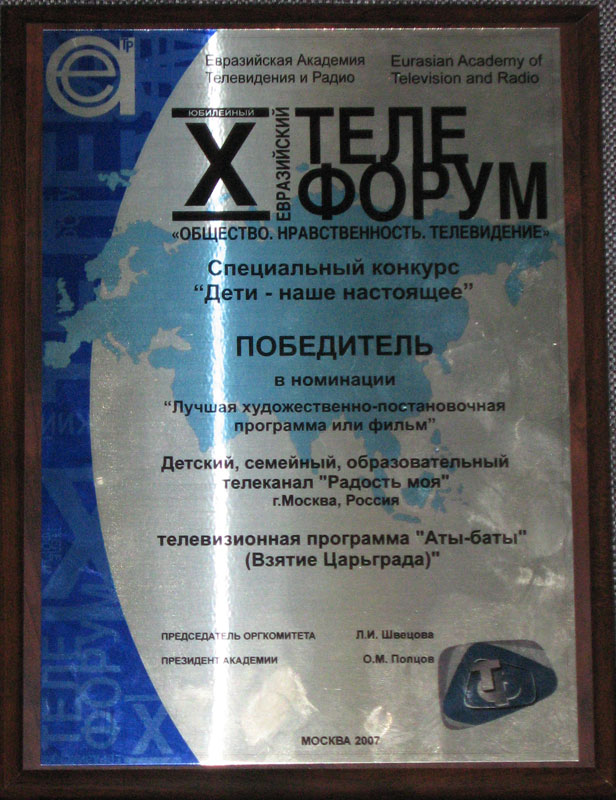 Евразийская Академия
Телевидения и Радио
Eurasian Academy of
Television and Radio
ЮБИЛЕЙНЫЙ
X
ЕВРАЗИЙСКИЙ
ТЕЛЕ
ФОРУМ
«ОБЩЕСТВО. НРАВСТВЕННОСТЬ. ТЕЛЕВИДЕНИЕ»
Специальный конкурс
“Дети - наше настоящее”
ПОБЕДИТЕЛЬ
в номинации
“Лучшая художественно-постановочная
программа или фильм”
Детский, семейный, образовательный
телеканал "Радость моя"
г.Москва, Россия
телевизионная программа "Аты-баты"
(Взятие Царьграда)"
ПРЕДСЕДАТЕЛЬ ОРГКОМИТЕТА Л.И. Швецова
ПРЕЗИДЕНТ АКАДЕМИИ О.М. Попцов
МОСКВА 2007
ТЕЛЕ
ФОРУМ
X